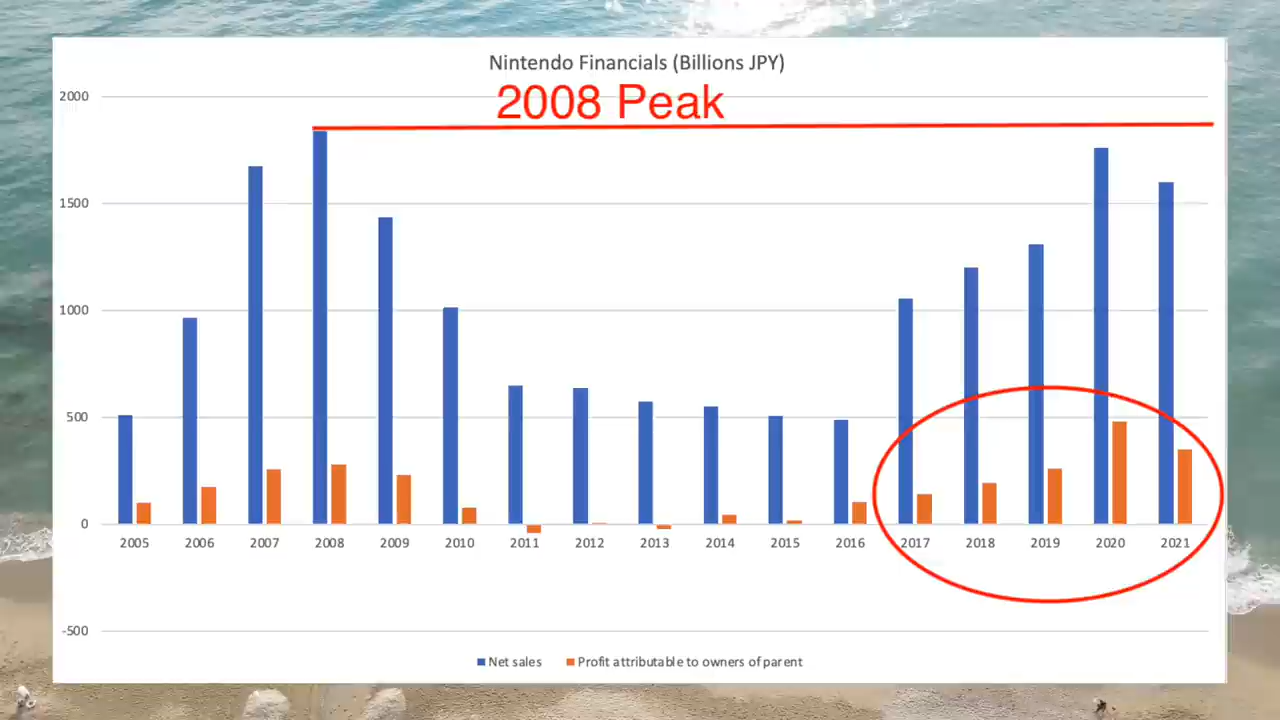 Nintendo Financials (Billions JPY)
2008 Peak
2000
1500
1000
500
0
-500
2005 2006 2007 2008 2009 2010 2011 2012 2013 2014 2015 2016 2017 2018 2019 2020 2021
Net sales Profit attributable to owners of parent